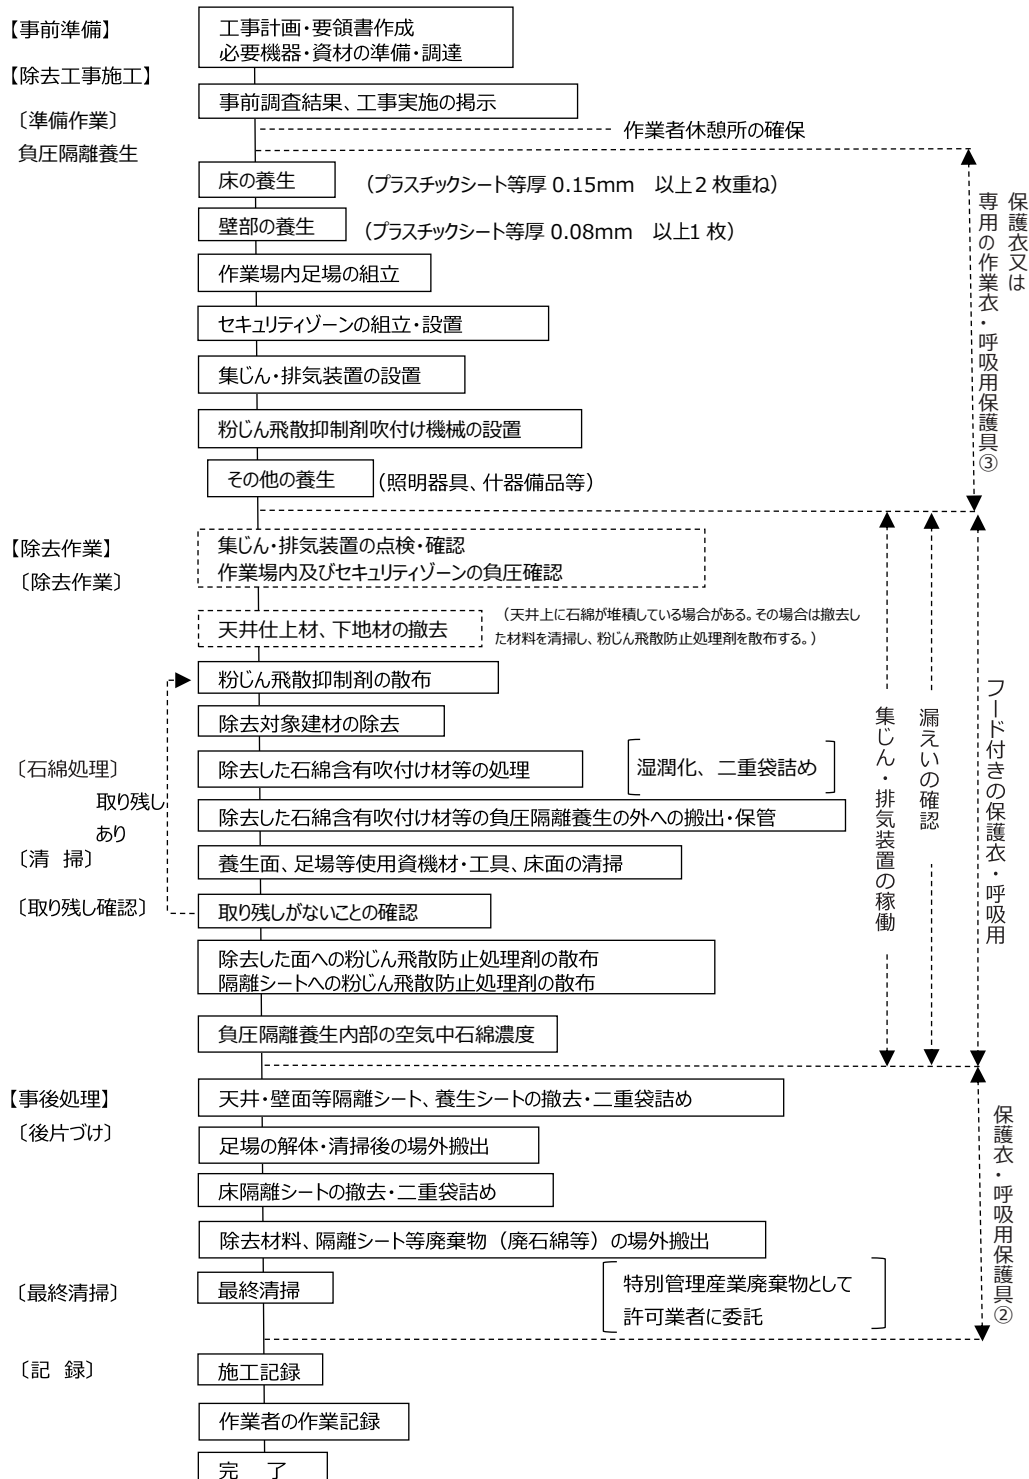 【事前準備】
工事計画・要領書作成
必要機器・資材の準備・調達
【除去工事施工】
事前調査結果、工事実施の掲示
〔準備作業〕
作業者休憩所の確保
負圧隔離養生
床の養生
(プラスチックシート等厚 0.15mm 以上2枚重ね)
壁部の養生
(プラスチックシート等厚 0.08mm 以上1枚)
作業場内足場の組立
セキュリティゾーンの組立・設置
集じん・排気装置の設置
粉じん飛散抑制剤吹付け機械の設置
その他の養生
(照明器具、什器備品等)
保護衣又は
専用の作業衣・呼吸用保護具③
【除去作業】
〔除去作業〕
集じん・排気装置の点検・確認
作業場内及びセキュリティゾーンの負圧確認
天井仕上材、下地材の撤去
(天井上に石綿が堆積している場合がある。その場合は撤去し
た材料を清掃し、粉じん飛散防止処理剤を散布する。)
粉じん飛散抑制剤の散布
除去対象建材の除去
〔石綿処理〕
除去した石綿含有吹付け材等の処理
湿潤化、二重袋詰め
取り残し
あり
除去した石綿含有吹付け材等の負圧隔離養生の外への搬出・保管
〔清 掃〕
養生面、足場等使用資機材・工具、床面の清掃
〔取り残し確認〕
取り残しがないことの確認
除去した面への粉じん飛散防止処理剤の散布
隔離シートへの粉じん飛散防止処理剤の散布
負圧隔離養生内部の空気中石綿濃度
集じん・排気装置の稼働
漏えいの確認
フード付きの保護衣・呼吸用
【事後処理】
〔後片づけ〕
天井・壁面等隔離シート、養生シートの撤去・二重袋詰め
足場の解体・清掃後の場外搬出
床隔離シートの撤去・二重袋詰め
除去材料、隔離シート等廃棄物(廃石綿等)の場外搬出
〔最終清掃〕
最終清掃
特別管理産業廃棄物として
許可業者に委託
保護衣・呼吸用保護具②
〔記 録〕
施工記録
作業者の作業記録
完 了